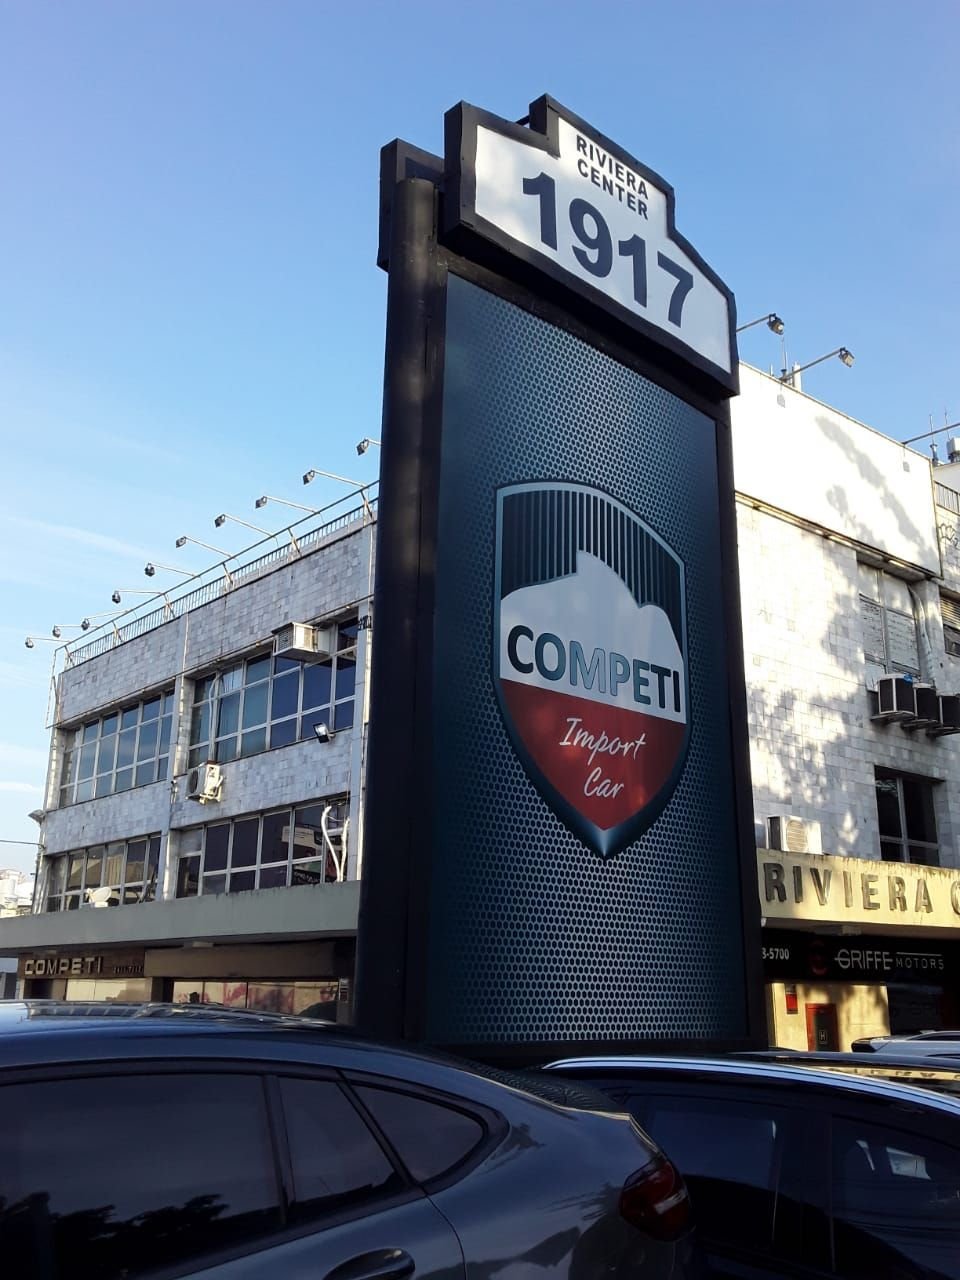 RIVIERA
CENTER
1917
COMPETI
Import
Car
RIVIERA
COMPETI
3-5700
GRIFFE MOTORS
H